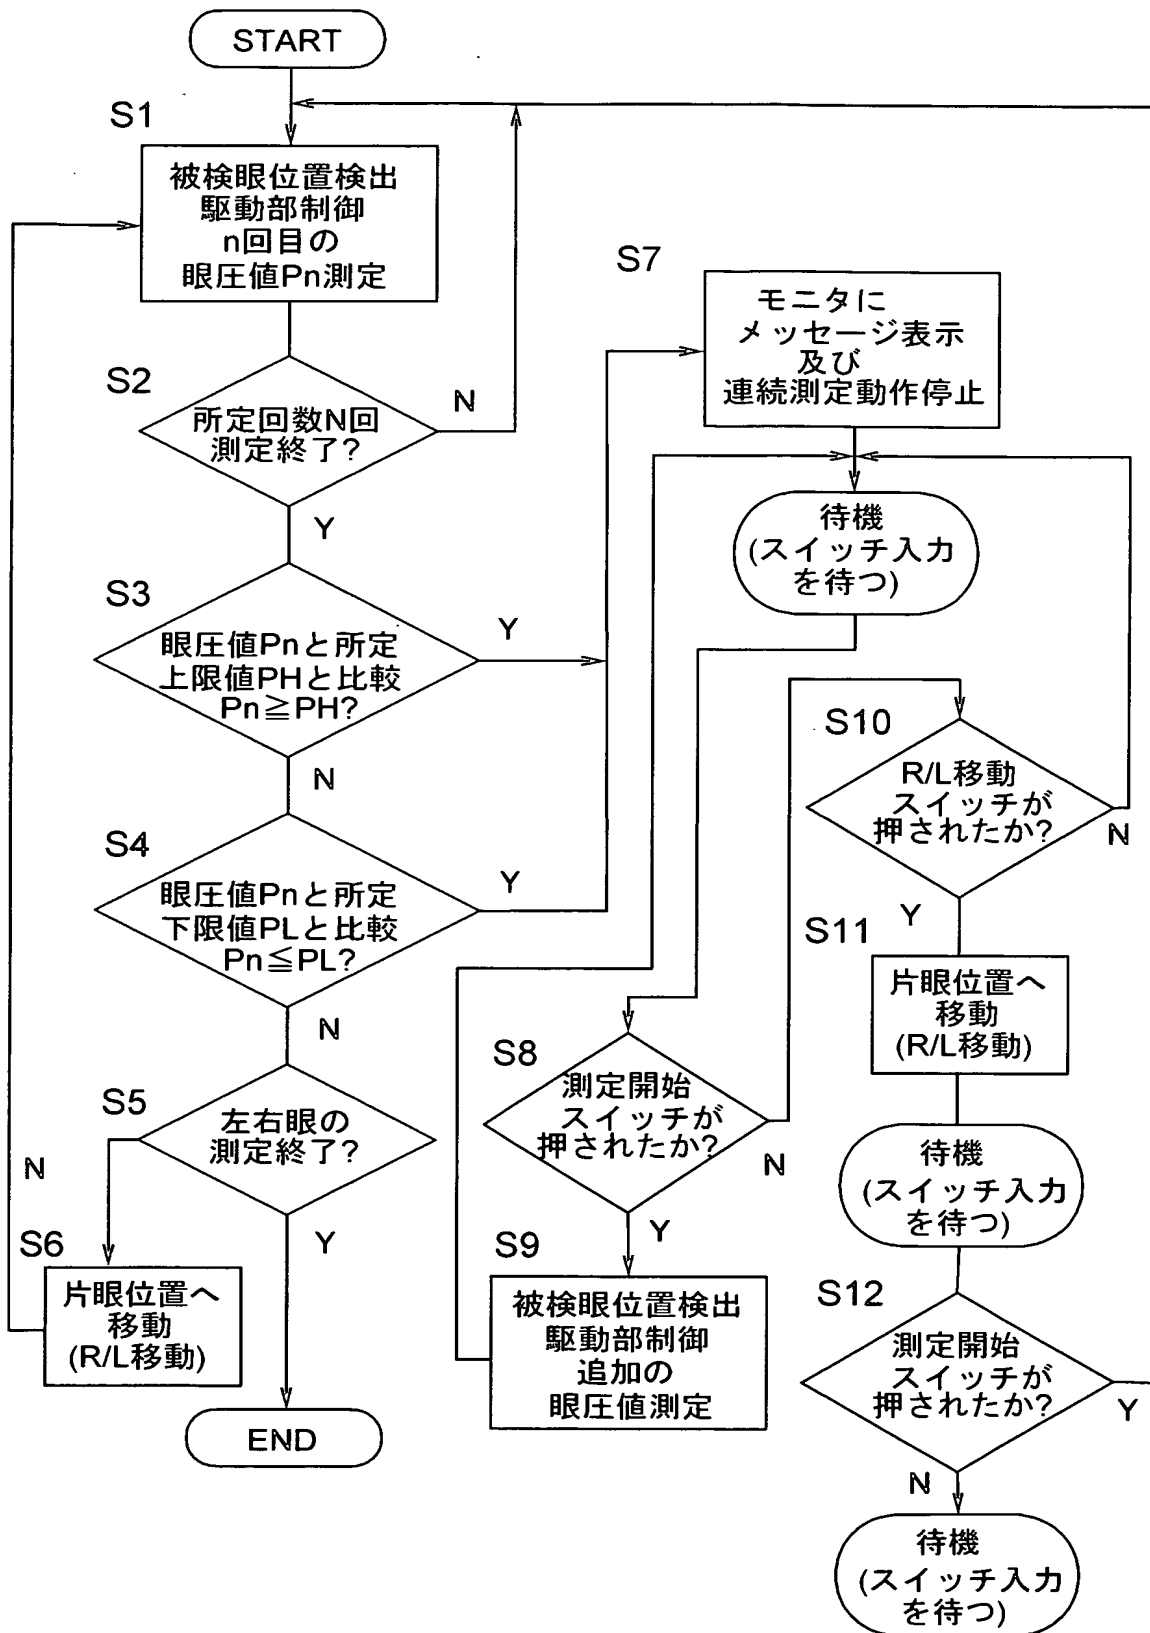 START
S1
被検眼位置検出
駆動部制御
n回目の
眼圧値Pn測定
S2
所定回数N回
測定終了?
N
Y
S3
眼圧値Pnと所定
上限値PHと比較
Pn≧PH?
Y
N
S4
眼圧値Pnと所定
下限値PLと比較
Pn≦PL?
Y
N
S5
左右眼の
測定終了?
N
Y
S6
片眼位置へ
移動
(R/L移動)
END
S7
モニタに
メッセージ表示
及び
連続測定動作停止
待機
(スイッチ入力
を待つ)
S8
測定開始
スイッチが
押されたか?
N
Y
S9
被検眼位置検出
駆動部制御
追加の
眼圧値測定
S10
R/L移動
スイッチが
押されたか?
N
Y
S11
片眼位置へ
移動
(R/L移動)
待機
(スイッチ入力
を待つ)
S12
測定開始
スイッチが
押されたか?
Y
N
待機
(スイッチ入力
を待つ)